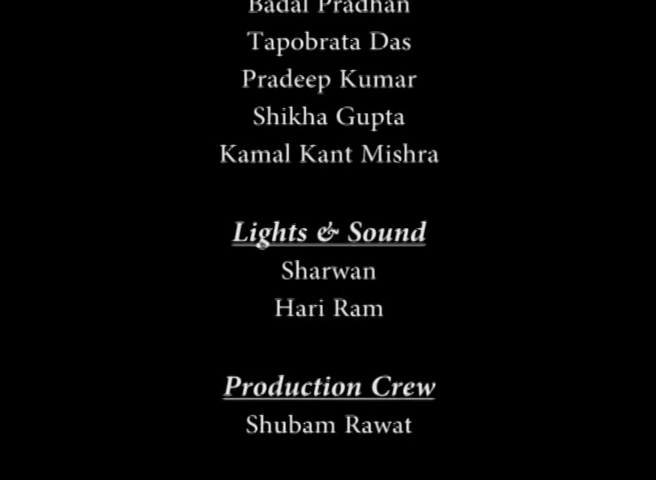 Badal Pradhan
Tapobrata Das
Pradeep Kumar
Shikha Gupta
Kamal Kant Mishra
Lights & Sound
Sharwan
Hari Ram
Production Crew
Shubam Rawat